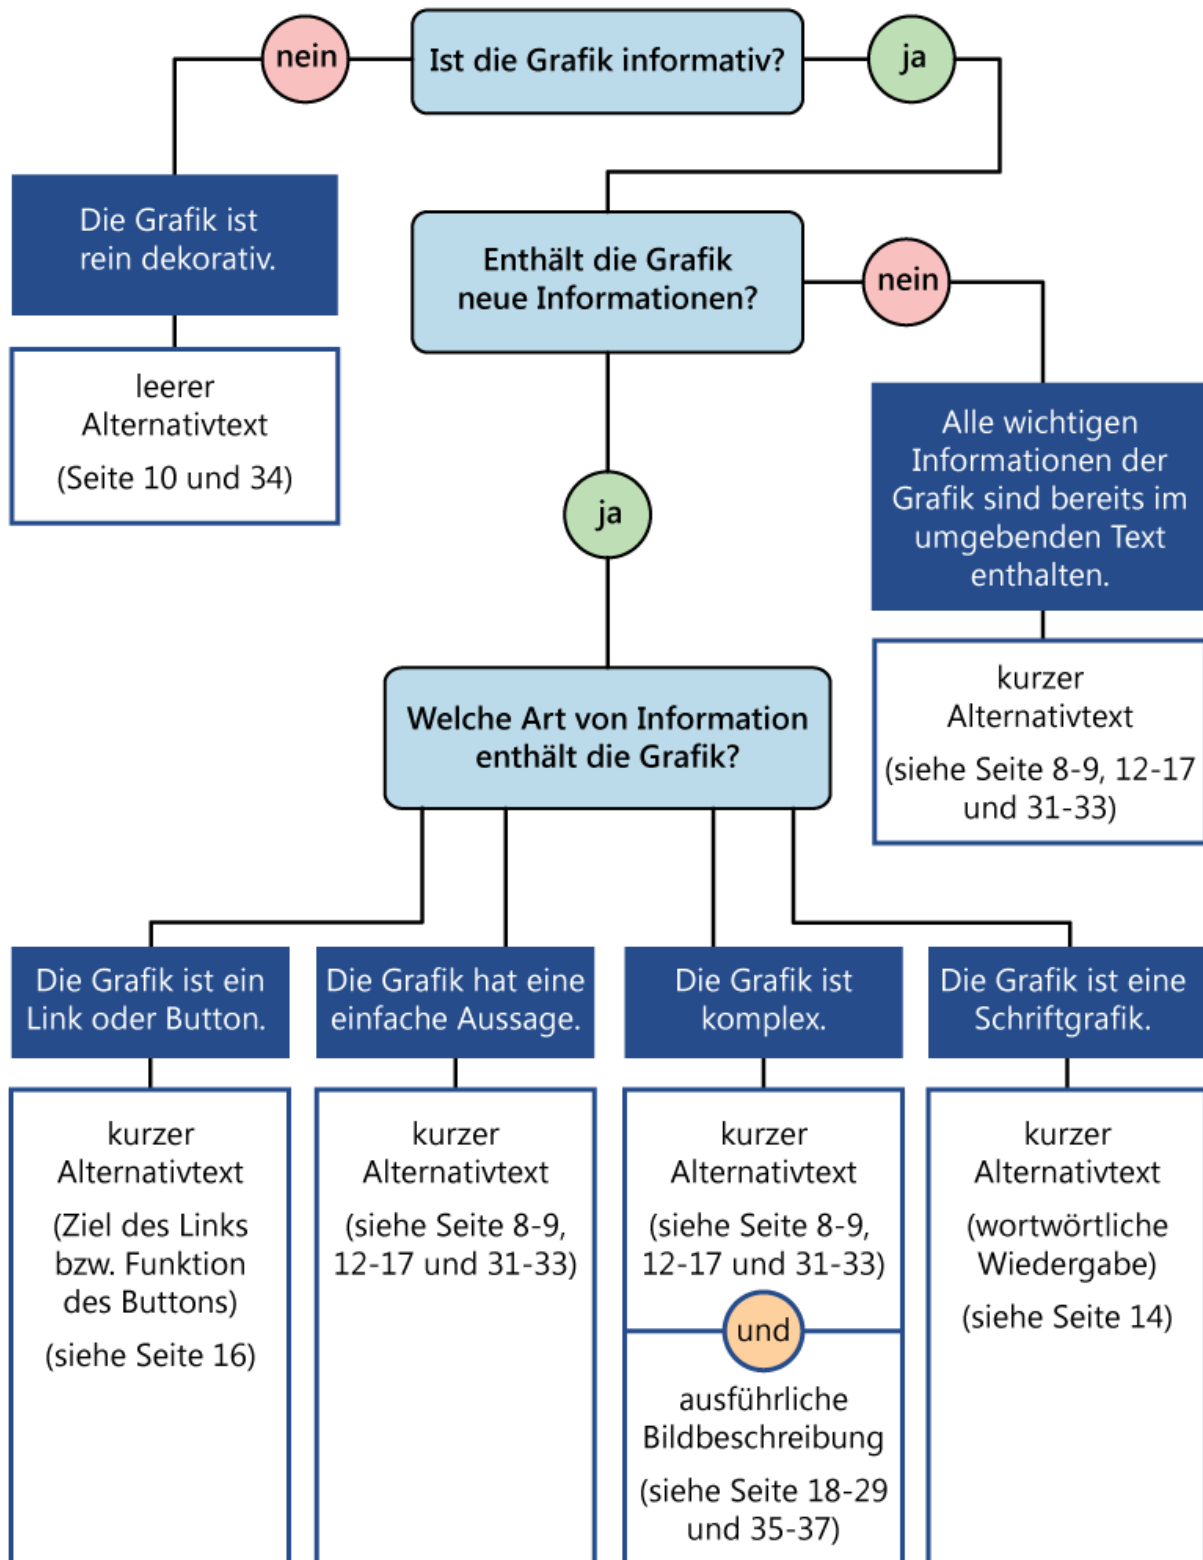 nein
Ist die Grafik informativ?
ja
Die Grafik ist
rein dekorativ.
leerer
Alternativtext
(Seite 10 und 34)
Enthält die Grafik
neue Informationen?
nein
Alle wichtigen
Informationen der
Grafik sind bereits im
umgebenden Text
enthalten.
kurzer
Alternativtext
(siehe Seite 8-9, 12-17
und 31-33)
ja
Welche Art von Information
enthält die Grafik?
Die Grafik ist ein
Link oder Button.
kurzer
Alternativtext
(Ziel des Links
bzw. Funktion
des Buttons)
(siehe Seite 16)
Die Grafik hat eine
einfache Aussage.
kurzer
Alternativtext
(siehe Seite 8-9,
12-17 und 31-33)
Die Grafik ist
komplex.
kurzer
Alternativtext
(siehe Seite 8-9,
12-17 und 31-33)
und
ausführliche
Bildbeschreibung
(siehe Seite 18-29
und 35-37)
Die Grafik ist eine
Schriftgrafik.
kurzer
Alternativtext
(wortwörtliche
Wiedergabe)
(siehe Seite 14)